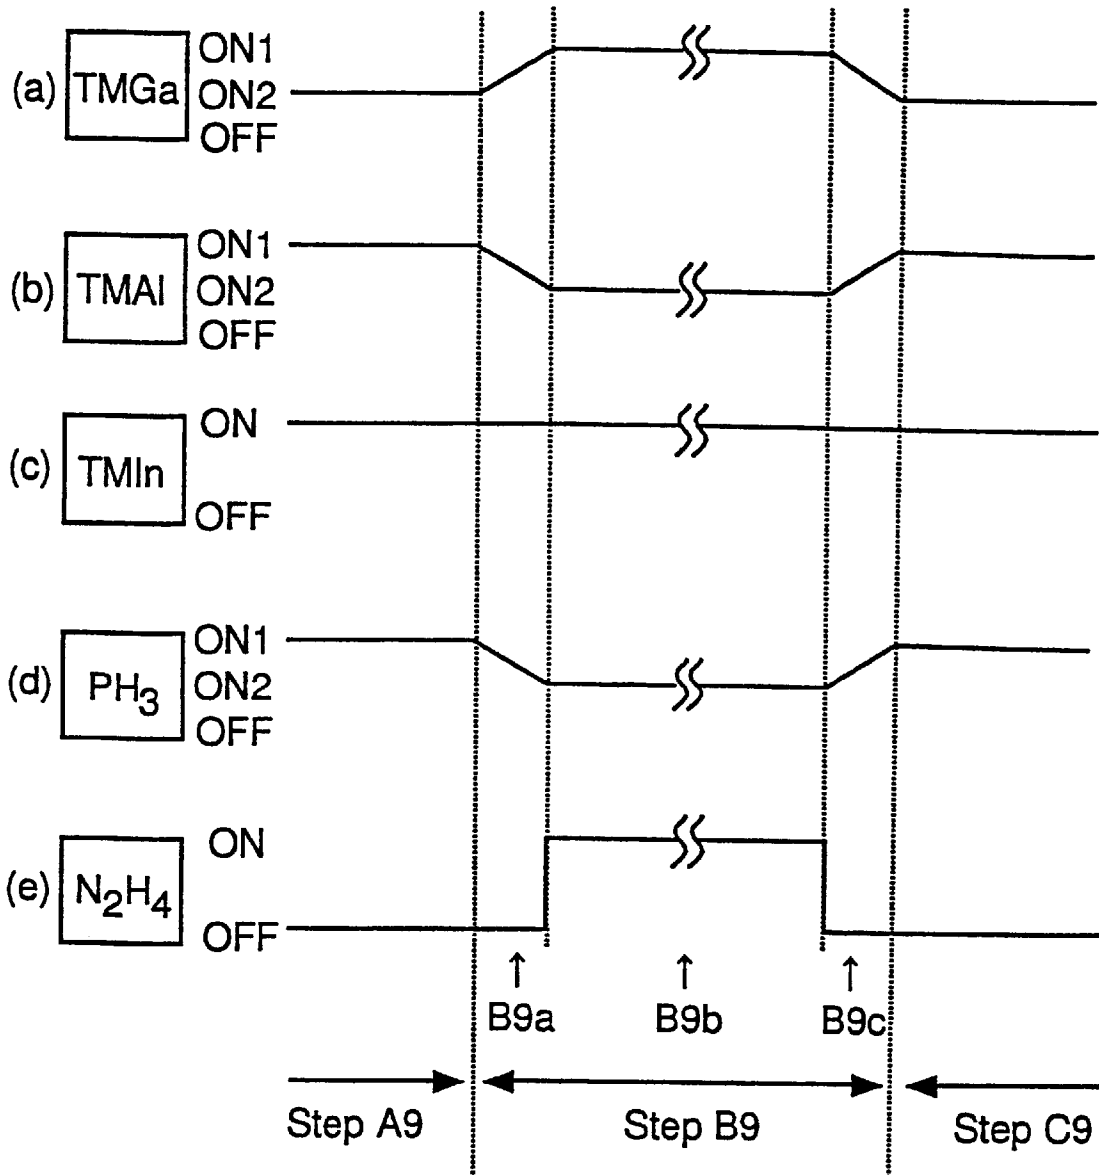 (a) TMGa ON1
ON2
OFF
(b) TMAl ON1
ON2
OFF
(c) TMIn ON
OFF
(d) PH3 ON1
ON2
OFF
(e) N2H4 ON
OFF
B9a B9b B9c
Step A9 Step B9 Step C9